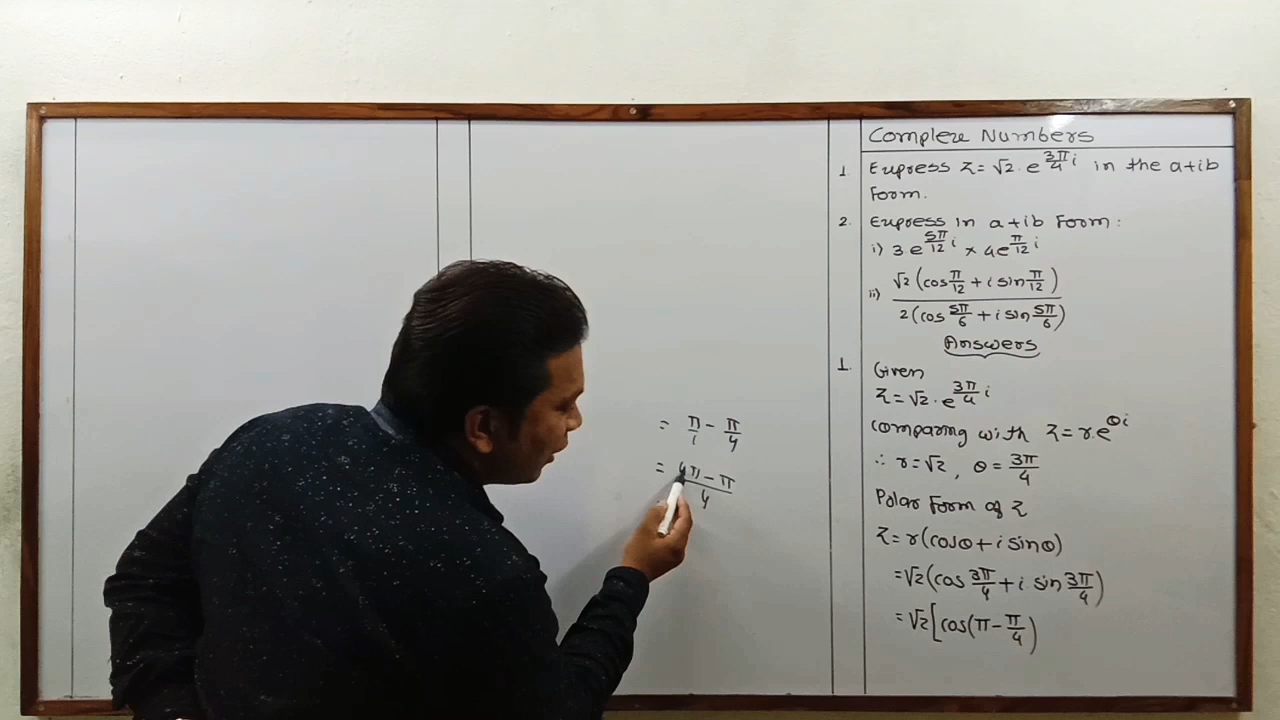 = π/1 - π/4
= 4π-π/4
Complex Numbers
1. Express z = √2 · e^(3π/4 i) in the a+ib
Form.
2. Express in a+ib Form:
i) 3e^(5π/12 i) × 4e^(π/12 i)
ii) √2(cos π/12 + i sin π/12) / 2(cos 5π/6 + i sin 5π/6)
Answers
1. Given
z = √2 · e^(3π/4 i)
Comparing with z = r·e^(θi)
∴ r = √2, θ = 3π/4
Polar Form of z
z = r(cosθ + i sinθ)
= √2(cos 3π/4 + i sin 3π/4)
= √2[cos(π - π/4)